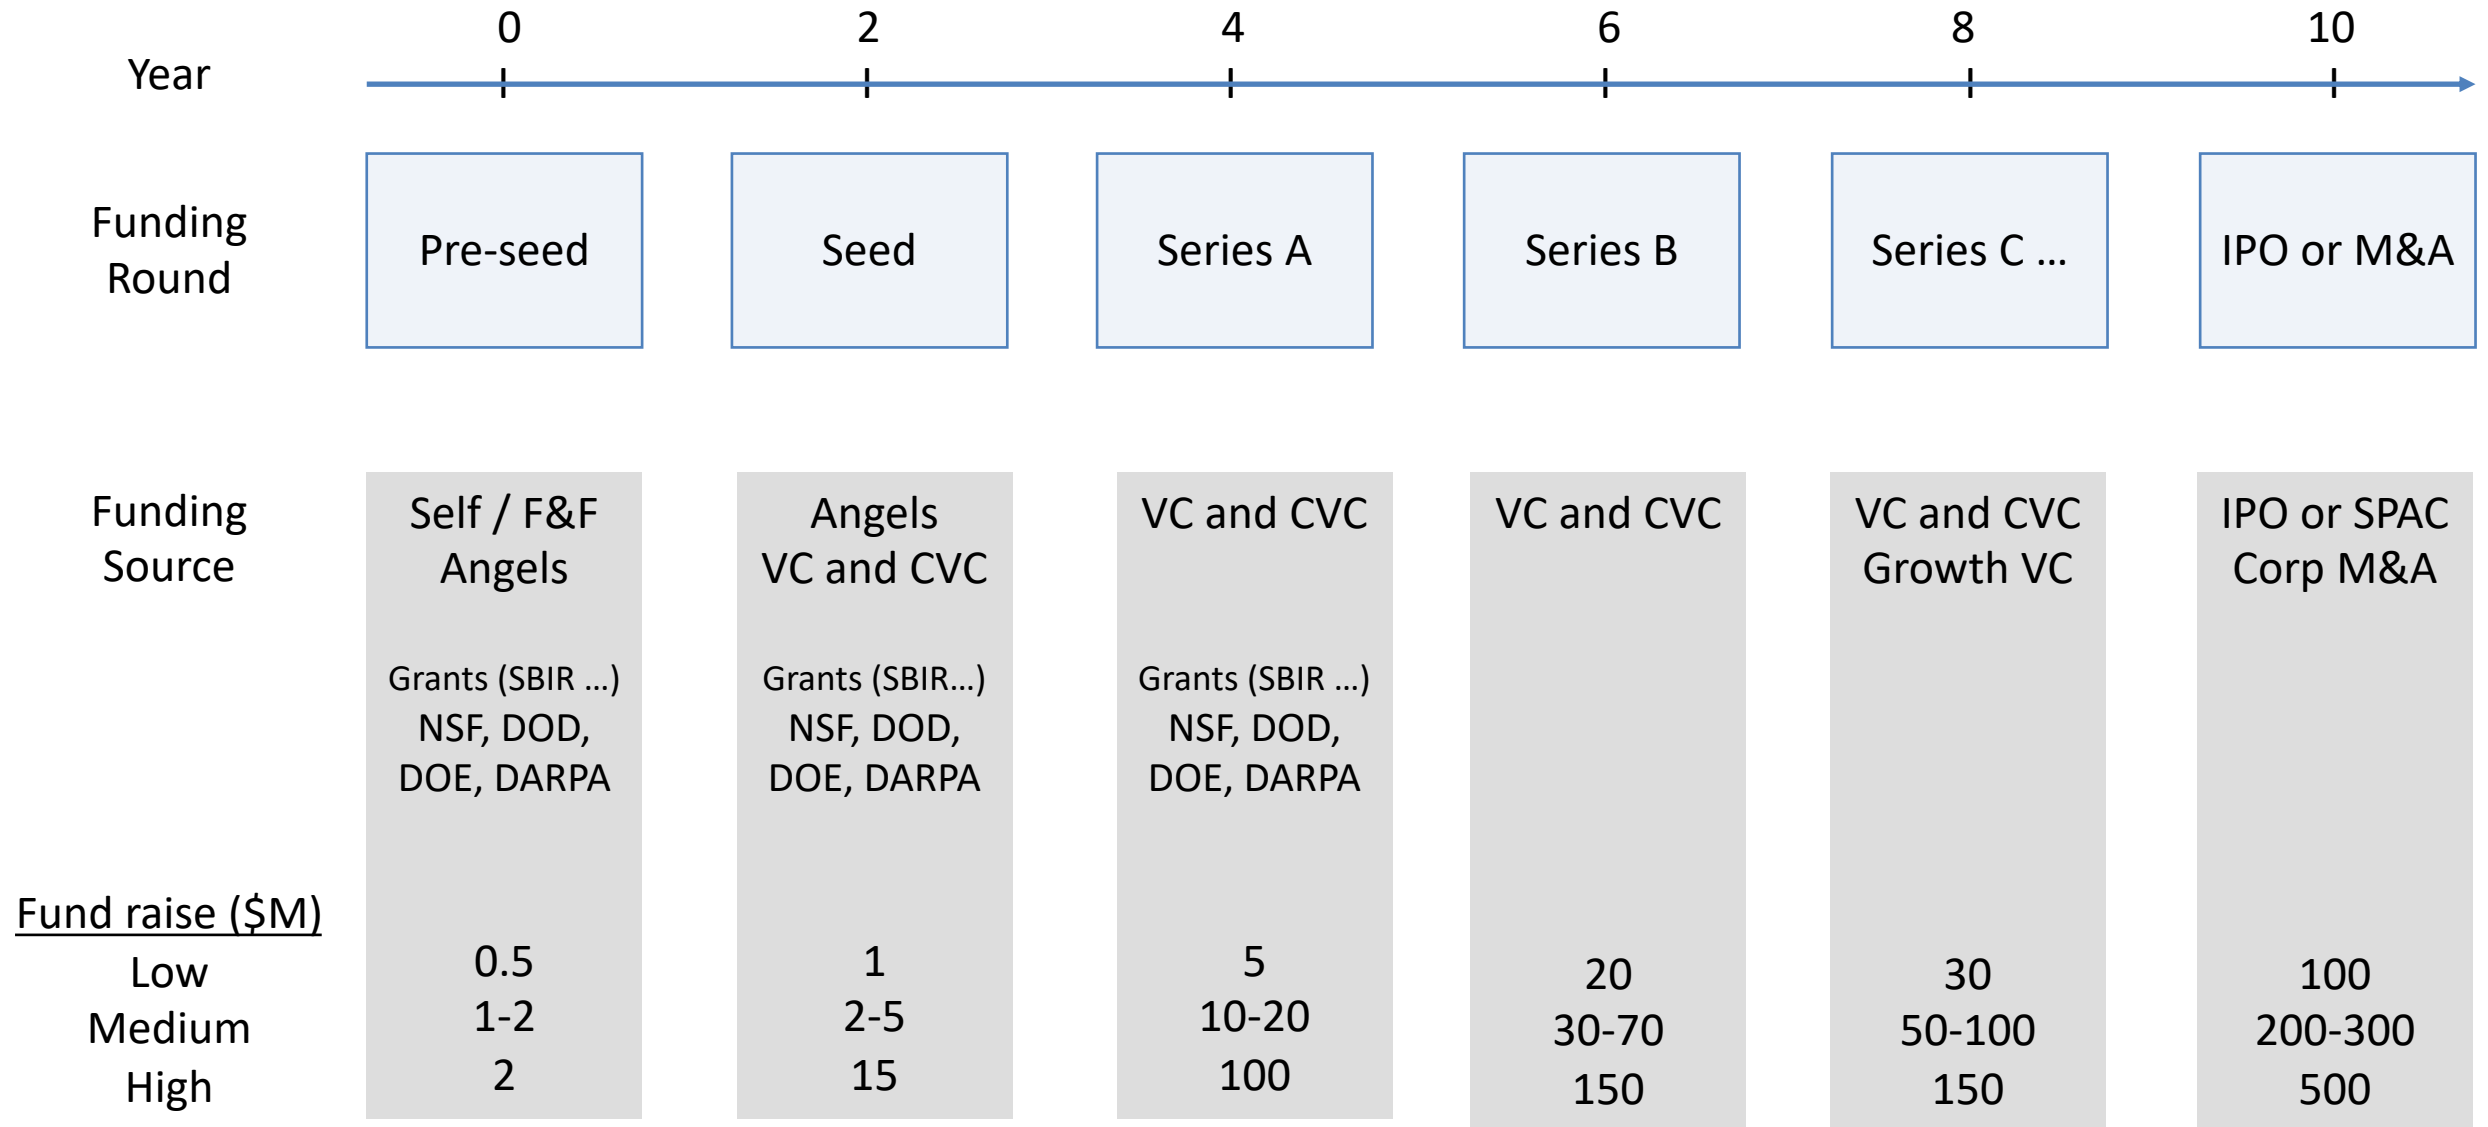 0 2 4 6 8 10
Year
Funding
Round
Pre-seed
Seed
Series A
Series B
Series C ...
IPO or M&A
Funding
Source
Self / F&F
Angels
Grants (SBIR ...)
NSF, DOD,
DOE, DARPA
Angels
VC and CVC
Grants (SBIR...)
NSF, DOD,
DOE, DARPA
VC and CVC
Grants (SBIR ...)
NSF, DOD,
DOE, DARPA
VC and CVC
VC and CVC
Growth VC
IPO or SPAC
Corp M&A
Fund raise ($M)
Low 0.5 1 5 20 30 100
Medium 1-2 2-5 10-20 30-70 50-100 200-300
High 2 15 100 150 150 500